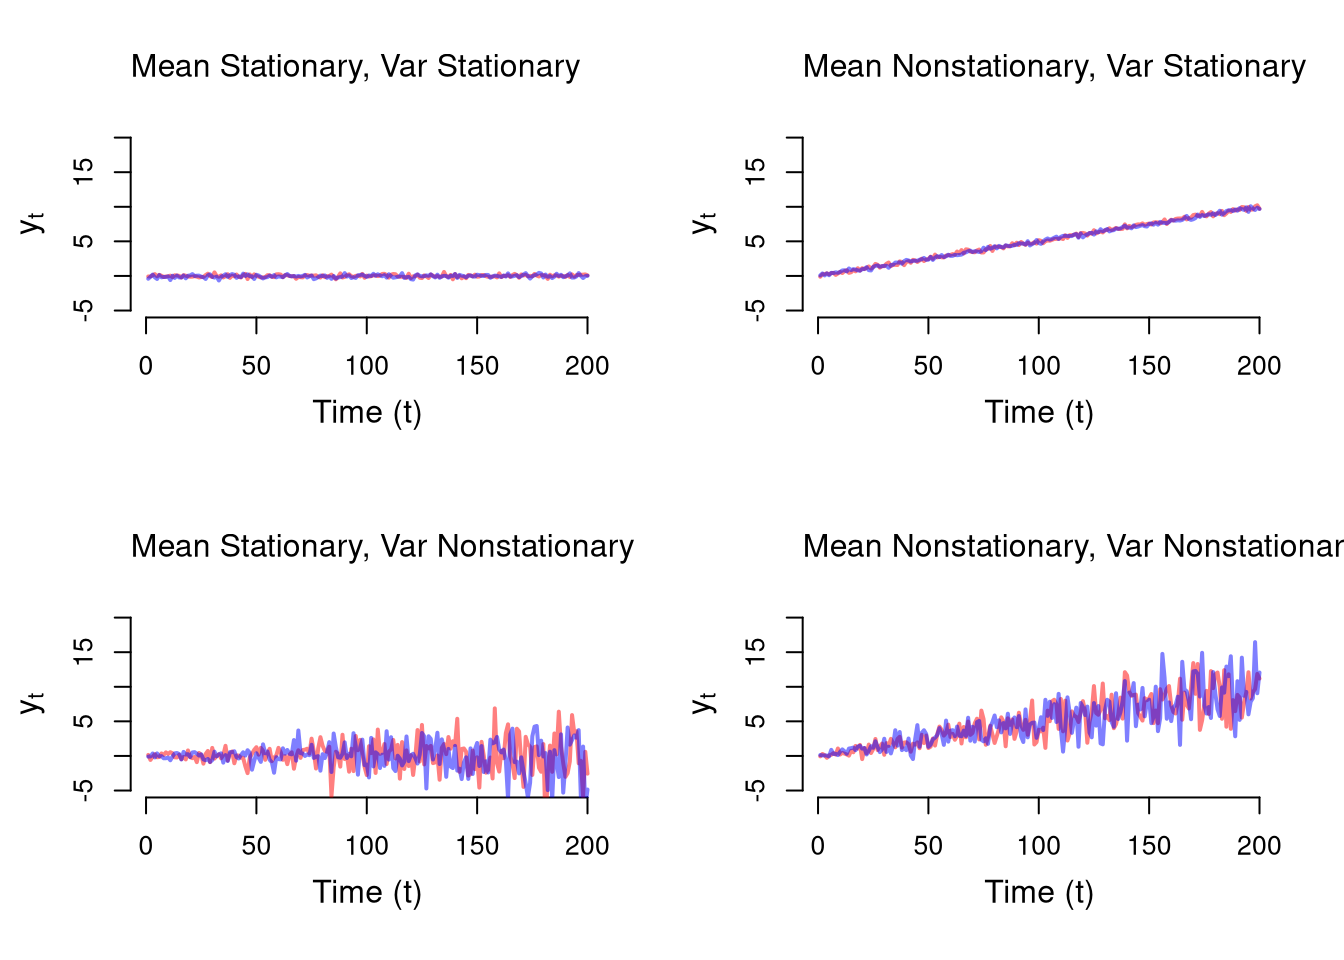 Mean Stationary, Var Stationary
15
5
-5
yt
0 50 100 150 200
Time (t)
Mean Nonstationary, Var Stationary
15
5
-5
yt
0 50 100 150 200
Time (t)
Mean Stationary, Var Nonstationary
15
5
-5
yt
0 50 100 150 200
Time (t)
Mean Nonstationary, Var Nonstationar
15
5
-5
yt
0 50 100 150 200
Time (t)